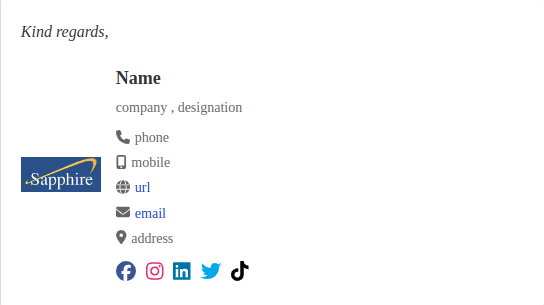 Kind regards,
Name
company , designation
phone
mobile
Sapphire
url
email
address